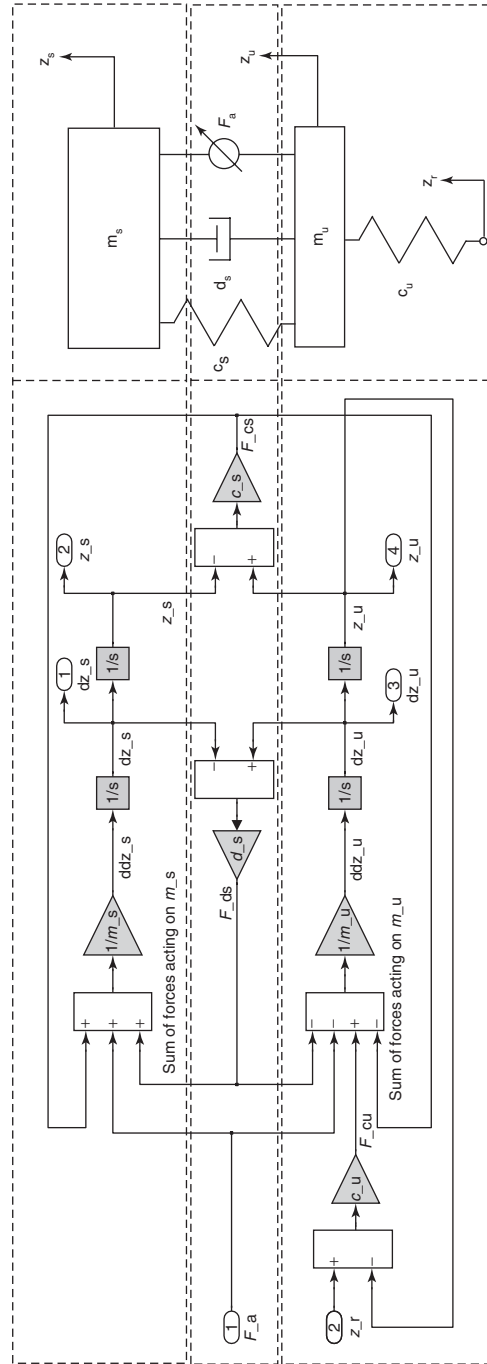 1
dz_s
2
z_s
+
+
+
1/m_s
ddz_s
1/s
dz_s
1/s
Sum of forces acting on m_s
z_s
1
F_a
F_ds
d_s
−
+
−
+
c_s
F_cs
2
z_r
+
−
c_u
F_cu
−
−
+
−
1/m_u
ddz_u
1/s
dz_u
1/s
z_u
Sum of forces acting on m_u
3
dz_u
4
z_u
z_s
m_s
c_s
d_s
F_a
z_u
m_u
c_u
z_r